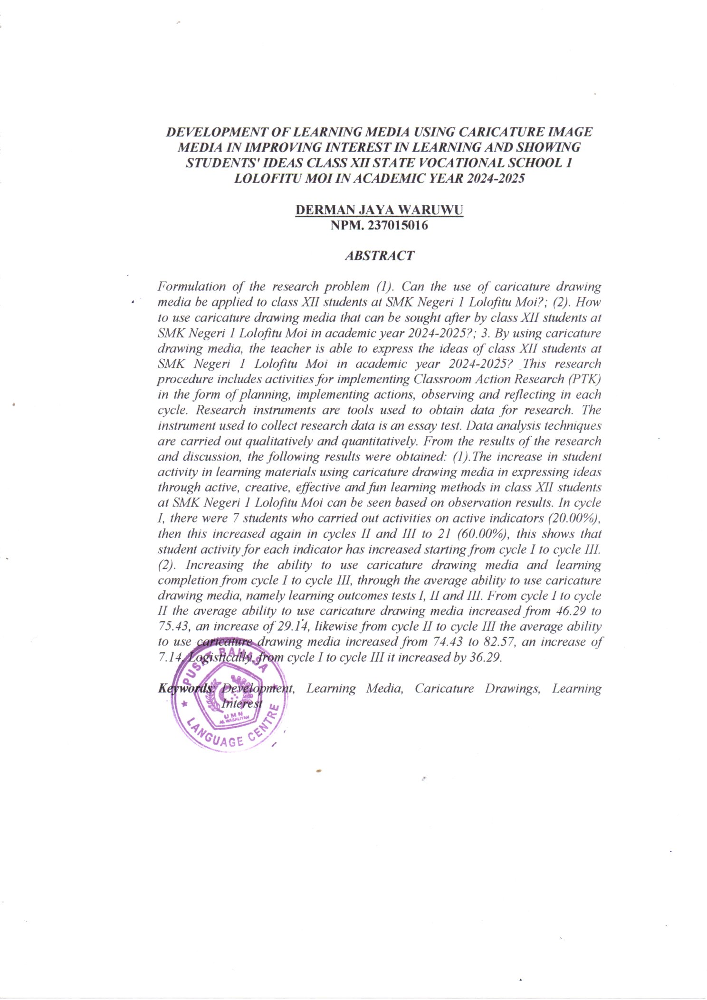 DEVELOPMENT OF LEARNING MEDIA USING CARICATURE IMAGE
MEDIA IN IMPROVING INTEREST IN LEARNING AND SHOWING
STUDENTS' IDEAS CLASS XII STATE VOCATIONAL SCHOOL 1
LOLOFITU MOI IN ACADEMIC YEAR 2024-2025
DERMAN JAYA WARUWU
NPM. 237015016
ABSTRACT
Formulation of the research problem (1). Can the use of caricature drawing
media be applied to class XII students at SMK Negeri 1 Lolofitu Moi?; (2). How
to use caricature drawing media that can be sought after by class XII students at
SMK Negeri 1 Lolofitu Moi in academic year 2024-2025?; 3. By using caricature
drawing media, the teacher is able to express the ideas of class XII students at
SMK Negeri 1 Lolofitu Moi in academic year 2024-2025? This research
procedure includes activities for implementing Classroom Action Research (PTK)
in the form of planning, implementing actions, observing and reflecting in each
cycle. Research instruments are tools used to obtain data for research. The
instrument used to collect research data is an essay test. Data analysis techniques
are carried out qualitatively and quantitatively. From the results of the research
and discussion, the following results were obtained: (1).The increase in student
activity in learning materials using caricature drawing media in expressing ideas
through active, creative, effective and fun learning methods in class XII students
at SMK Negeri 1 Lolofitu Moi can be seen based on observation results. In cycle
I, there were 7 students who carried out activities on active indicators (20.00%),
then this increased again in cycles II and III to 21 (60.00%), this shows that
student activity for each indicator has increased starting from cycle I to cycle III.
(2). Increasing the ability to use caricature drawing media and learning
completion from cycle I to cycle III, through the average ability to use caricature
drawing media, namely learning outcomes tests I, II and III. From cycle I to cycle
II the average ability to use caricature drawing media increased from 46.29 to
75.43, an increase of 29.14, likewise from cycle II to cycle III the average ability
to use caricature drawing media increased from 74.43 to 82.57, an increase of
7.14. Logistically, from cycle I to cycle III it increased by 36.29.
Keywords: Development, Learning Media, Caricature Drawings, Learning
Interest
PUSAT BAHASA
UMN
AL WASHLIYAH
LANGUAGE CENTRE